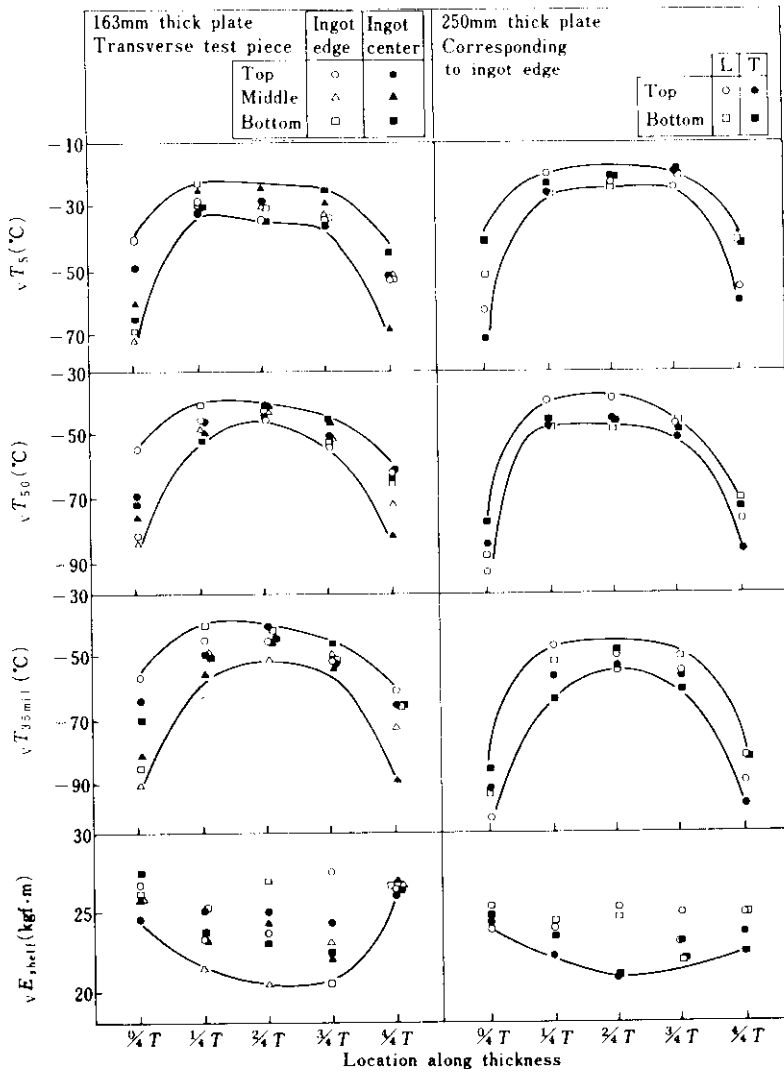 163mm thick plate
Transverse test piece
Ingot edge
Ingot center
Top
Middle
Bottom
250mm thick plate
Corresponding to ingot edge
L T
Top
Bottom
vT5(°C)
-10
-30
-50
-70
vT50(°C)
-30
-50
-70
-90
vT35mil(°C)
-30
-50
-70
-90
vEshelf(kgf·m)
30
25
20
0/4 T 1/4 T 2/4 T 3/4 T 4/4 T
0/4 T 1/4 T 2/4 T 3/4 T 4/4 T
Location along thickness